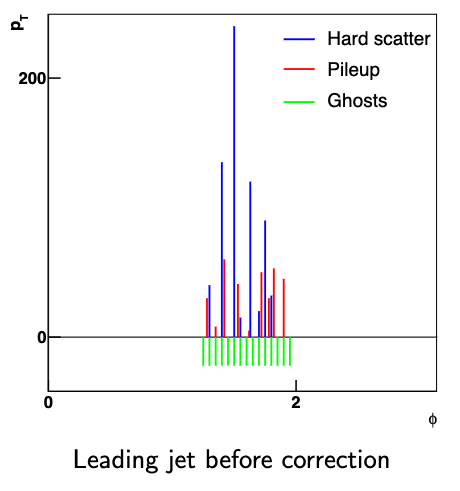 pT
200
Hard scatter
Pileup
Ghosts
0
0
2
ϕ
Leading jet before correction